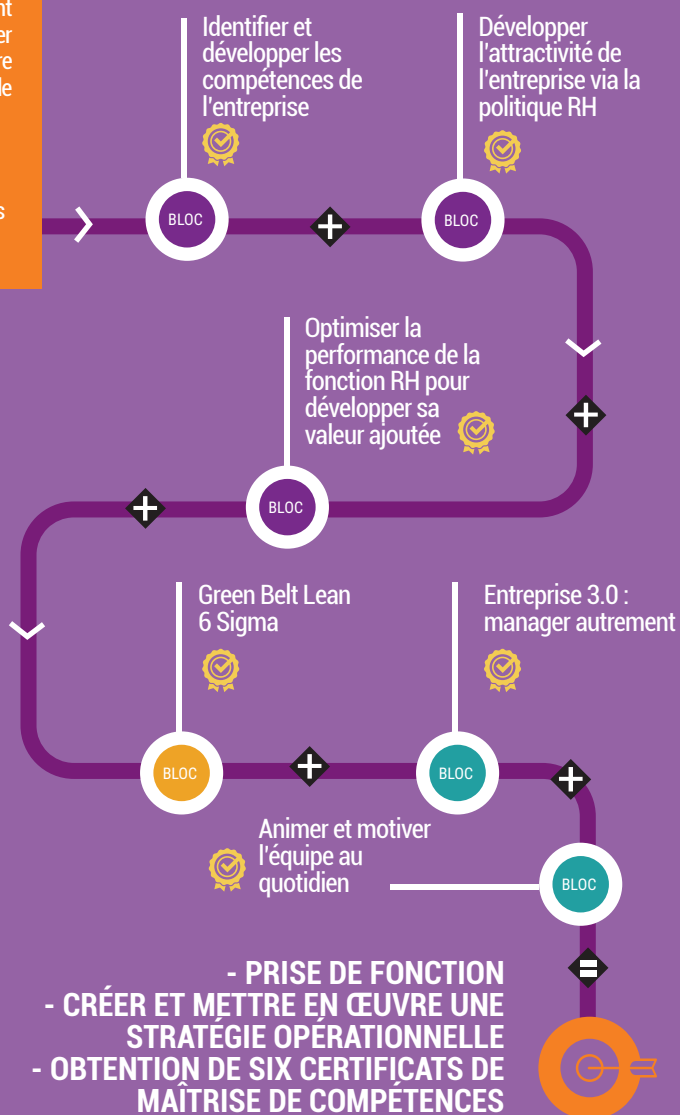 Identifier et
développer les
compétences de
l'entreprise
Développer
l'attractivité de
l'entreprise via la
politique RH
BLOC
BLOC
Optimiser la
performance de la
fonction RH pour
développer sa
valeur ajoutée
BLOC
Green Belt Lean
6 Sigma
Entreprise 3.0 :
manager autrement
BLOC
BLOC
Animer et motiver
l'équipe au
quotidien
BLOC
- PRISE DE FONCTION
- CRÉER ET METTRE EN ŒUVRE UNE
STRATÉGIE OPÉRATIONNELLE
- OBTENTION DE SIX CERTIFICATS DE
MAÎTRISE DE COMPÉTENCES